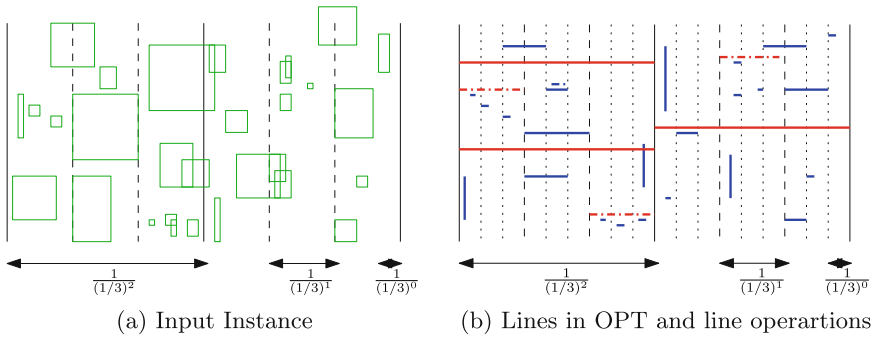 1/(1/3)^2 1/(1/3)^1 1/(1/3)^0 1/(1/3)^2 1/(1/3)^1 1/(1/3)^0
(a) Input Instance (b) Lines in OPT and line operartions